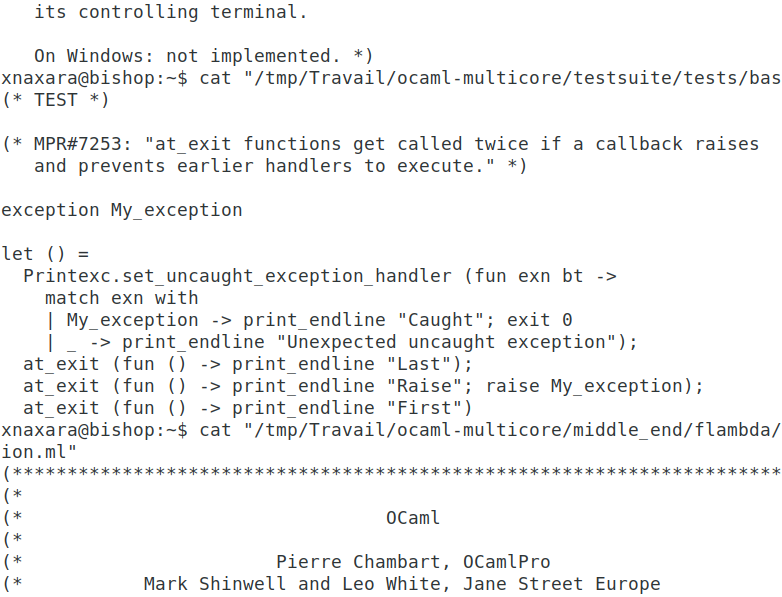 its controlling terminal.

   On Windows: not implemented. *)
xnaxara@bishop:~$ cat "/tmp/Travail/ocaml-multicore/testsuite/tests/bas
(* TEST *)

(* MPR#7253: "at_exit functions get called twice if a callback raises
   and prevents earlier handlers to execute." *)

exception My_exception

let () =
  Printexc.set_uncaught_exception_handler (fun exn bt ->
    match exn with
    | My_exception -> print_endline "Caught"; exit 0
    | _ -> print_endline "Unexpected uncaught exception");
  at_exit (fun () -> print_endline "Last");
  at_exit (fun () -> print_endline "Raise"; raise My_exception);
  at_exit (fun () -> print_endline "First")
xnaxara@bishop:~$ cat "/tmp/Travail/ocaml-multicore/middle_end/flambda/
ion.ml"
(**********************************************************************
(*
(*                                 OCaml
(*
(*                       Pierre Chambart, OCamlPro
(*           Mark Shinwell and Leo White, Jane Street Europe